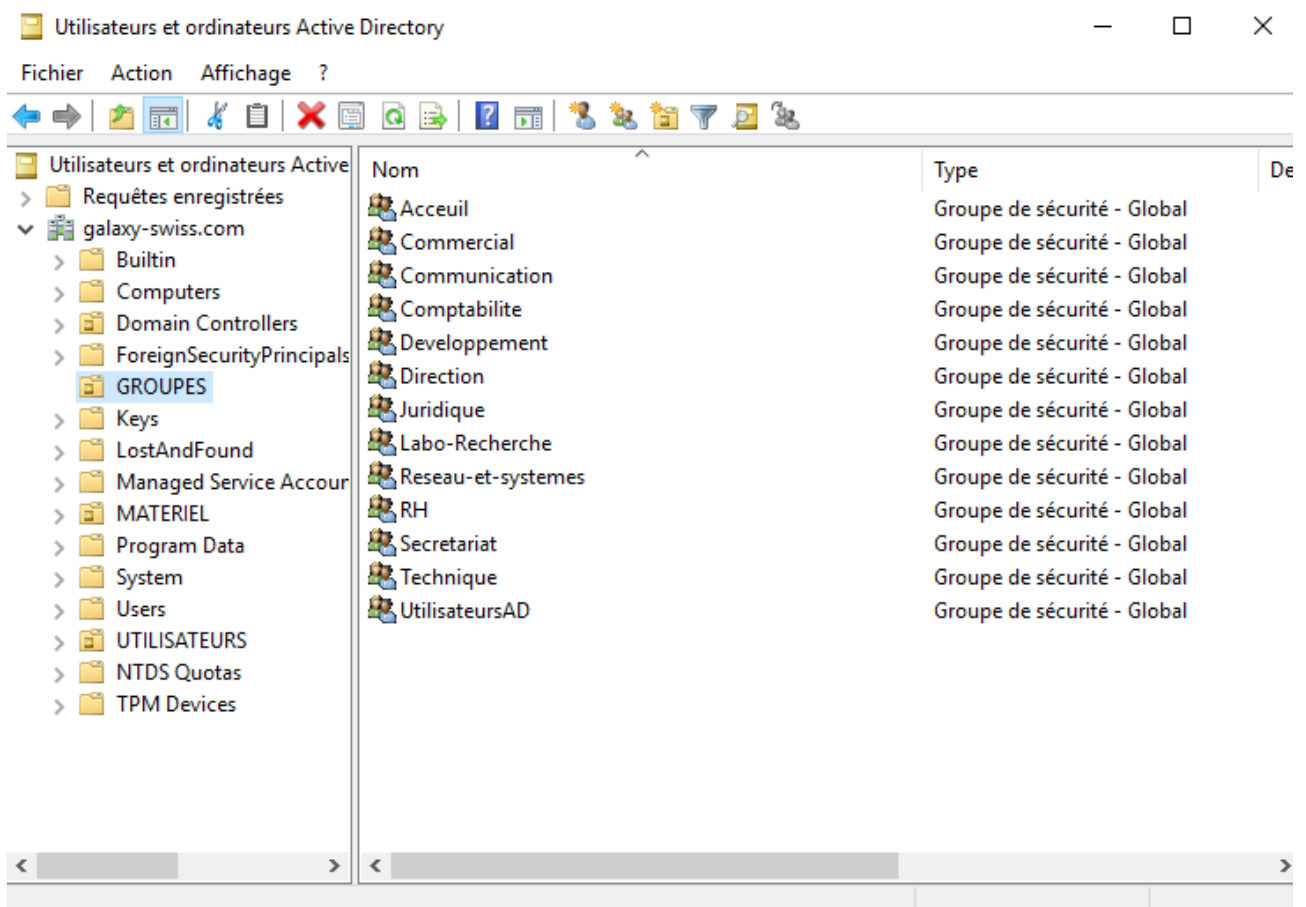 Utilisateurs et ordinateurs Active Directory
Fichier Action Affichage ?
Utilisateurs et ordinateurs Active
Requêtes enregistrées
galaxy-swiss.com
Builtin
Computers
Domain Controllers
ForeignSecurityPrincipals
GROUPES
Keys
LostAndFound
Managed Service Accour
MATERIEL
Program Data
System
Users
UTILISATEURS
NTDS Quotas
TPM Devices
Nom Type De
Acceuil Groupe de sécurité - Global
Commercial Groupe de sécurité - Global
Communication Groupe de sécurité - Global
Comptabilite Groupe de sécurité - Global
Developpement Groupe de sécurité - Global
Direction Groupe de sécurité - Global
Juridique Groupe de sécurité - Global
Labo-Recherche Groupe de sécurité - Global
Reseau-et-systemes Groupe de sécurité - Global
RH Groupe de sécurité - Global
Secretariat Groupe de sécurité - Global
Technique Groupe de sécurité - Global
UtilisateursAD Groupe de sécurité - Global